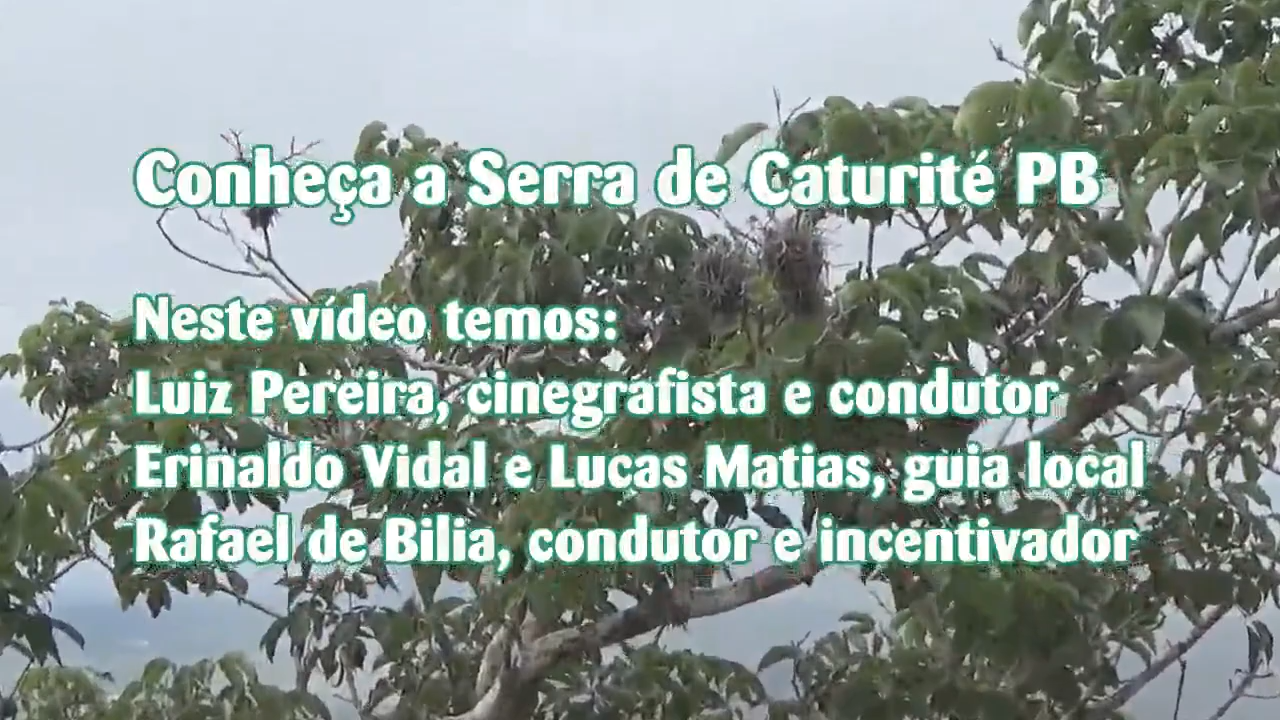 Conheça a Serra de Caturité PB
Neste vídeo temos:
Luiz Pereira, cinegrafista e condutor
Erinaldo Vidal e Lucas Matias, guia local
Rafael de Bilia, condutor e incentivador